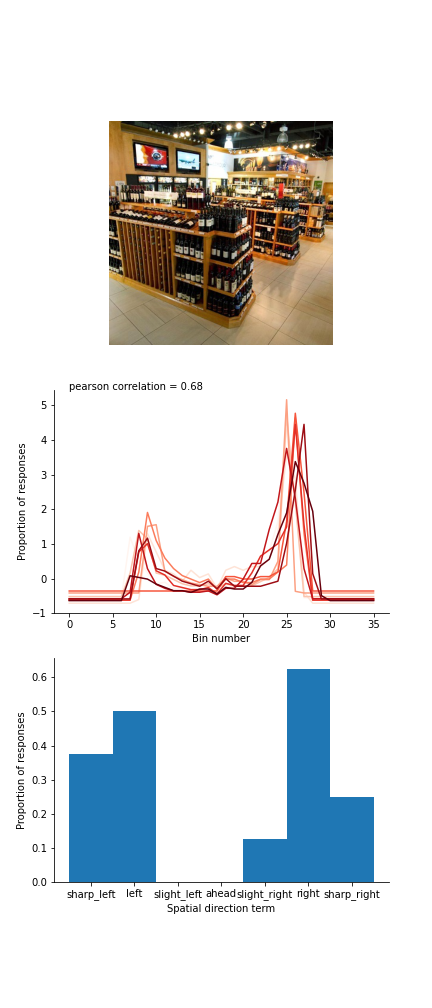 pearson correlation = 0.68
Proportion of responses
5
4
3
2
1
0
−1
0 5 10 15 20 25 30 35
Bin number
Proportion of responses
0.6
0.5
0.4
0.3
0.2
0.1
0.0
sharp_left left slight_left ahead slight_right right sharp_right
Spatial direction term